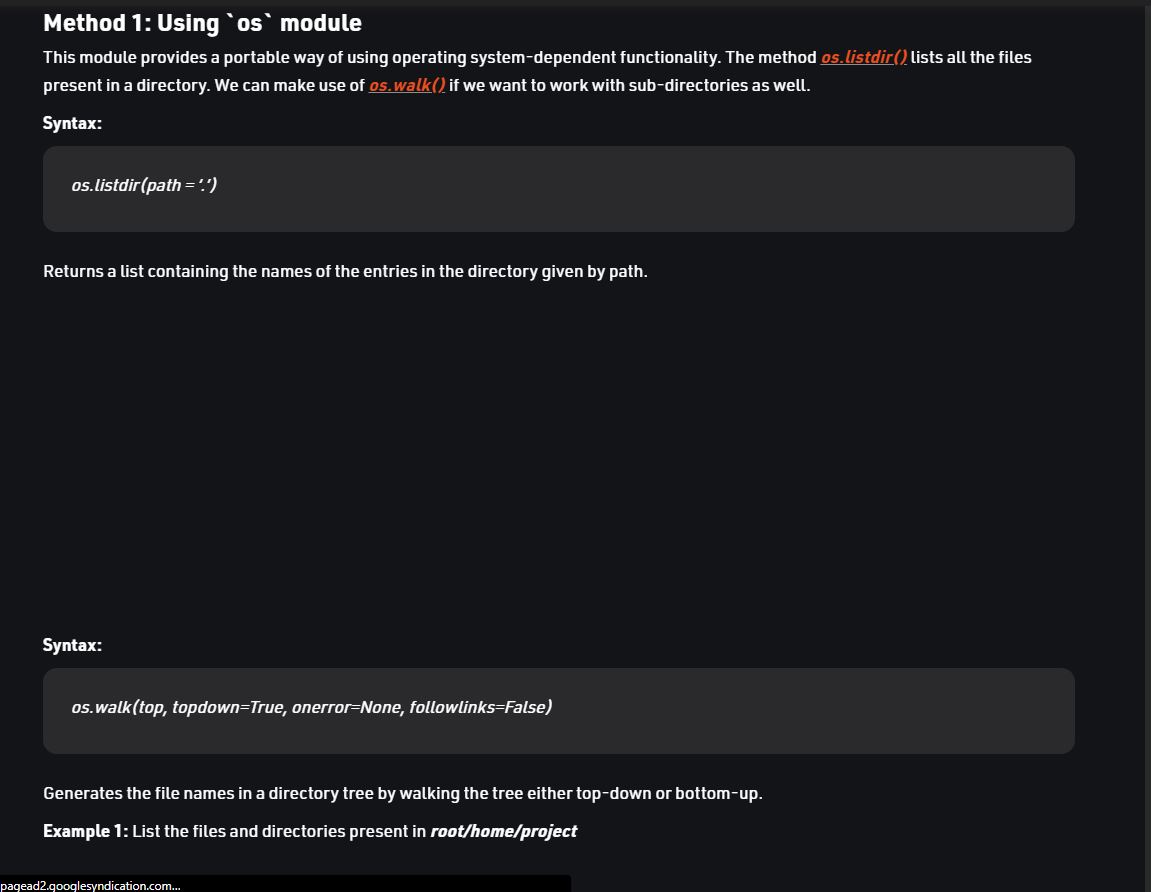 Method 1: Using `os` module
This module provides a portable way of using operating system-dependent functionality. The method os.listdir() lists all the files
present in a directory. We can make use of os.walk() if we want to work with sub-directories as well.
Syntax:
os.listdir(path = ‘.’)
Returns a list containing the names of the entries in the directory given by path.
Syntax:
os.walk(top, topdown=True, onerror=None, followlinks=False)
Generates the file names in a directory tree by walking the tree either top-down or bottom-up.
Example 1: List the files and directories present in root/home/project
pagead2.googlesyndication.com...